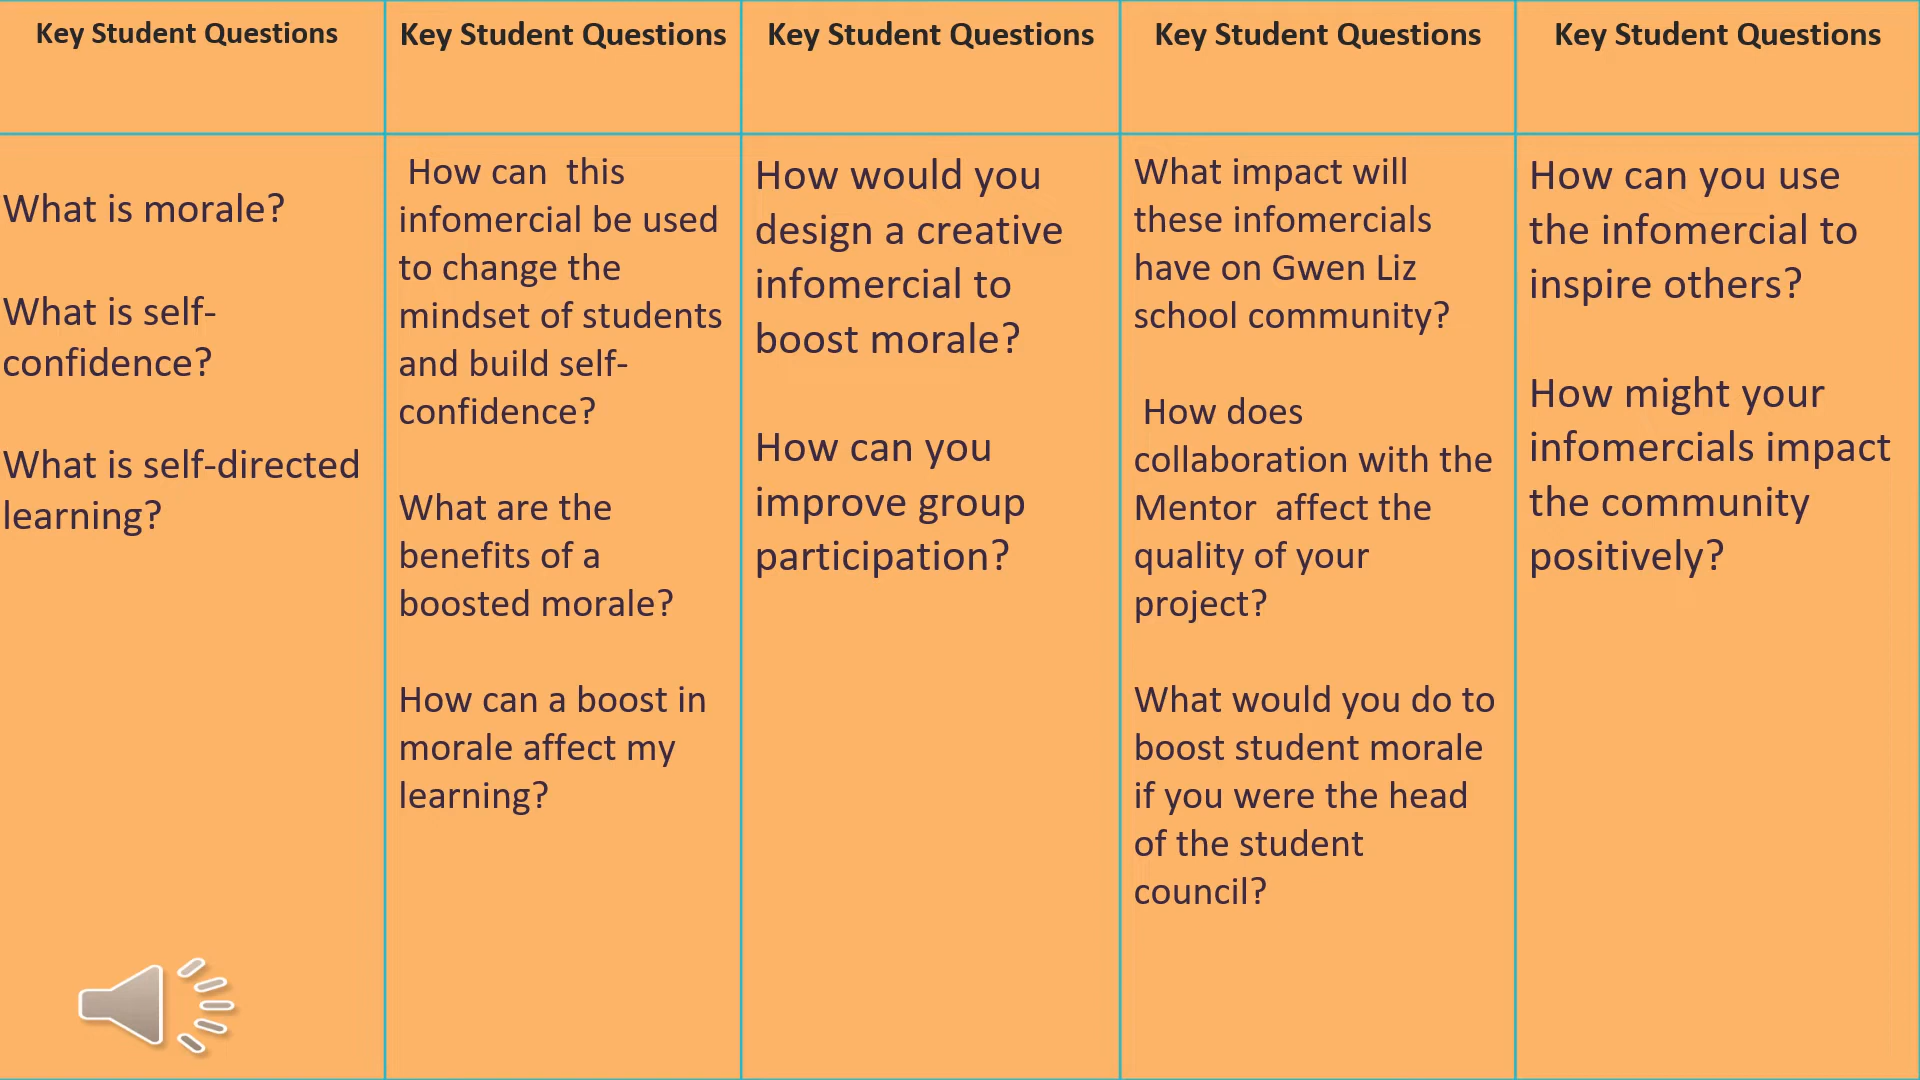 Key Student Questions
Key Student Questions
Key Student Questions
Key Student Questions
Key Student Questions
What is morale?
What is self-
confidence?
What is self-directed
learning?
How can  this
infomercial be used
to change the
mindset of students
and build self-
confidence?
What are the
benefits of a
boosted morale?
How can a boost in
morale affect my
learning?
How would you
design a creative
infomercial to
boost morale?
How can you
improve group
participation?
What impact will
these infomercials
have on Gwen Liz
school community?
How does
collaboration with the
Mentor  affect the
quality of your
project?
What would you do to
boost student morale
if you were the head
of the student
council?
How can you use
the infomercial to
inspire others?
How might your
infomercials impact
the community
positively?